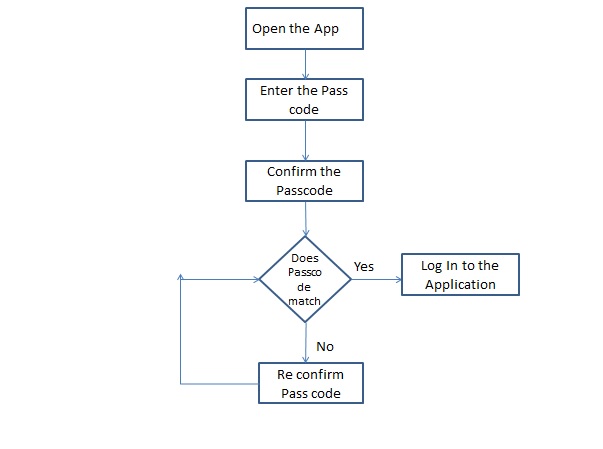 Open the App
Enter the Pass
code
Confirm the
Passcode
Does
Passco
de
match
Yes
Log In to the
Application
No
Re confirm
Pass code